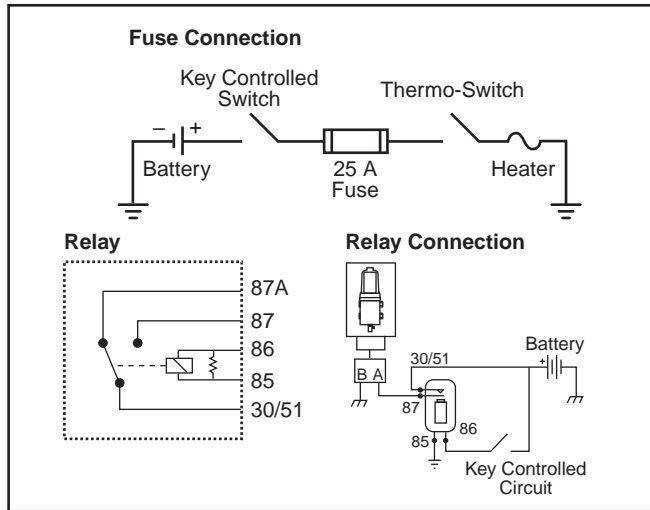 Fuse Connection
Key Controlled
Switch
Thermo-Switch
– +
Battery
25 A
Fuse
Heater
Relay
87A
87
86
85
30/51
Relay Connection
30/51
Battery
+
B A
87
86
85
Key Controlled
Circuit